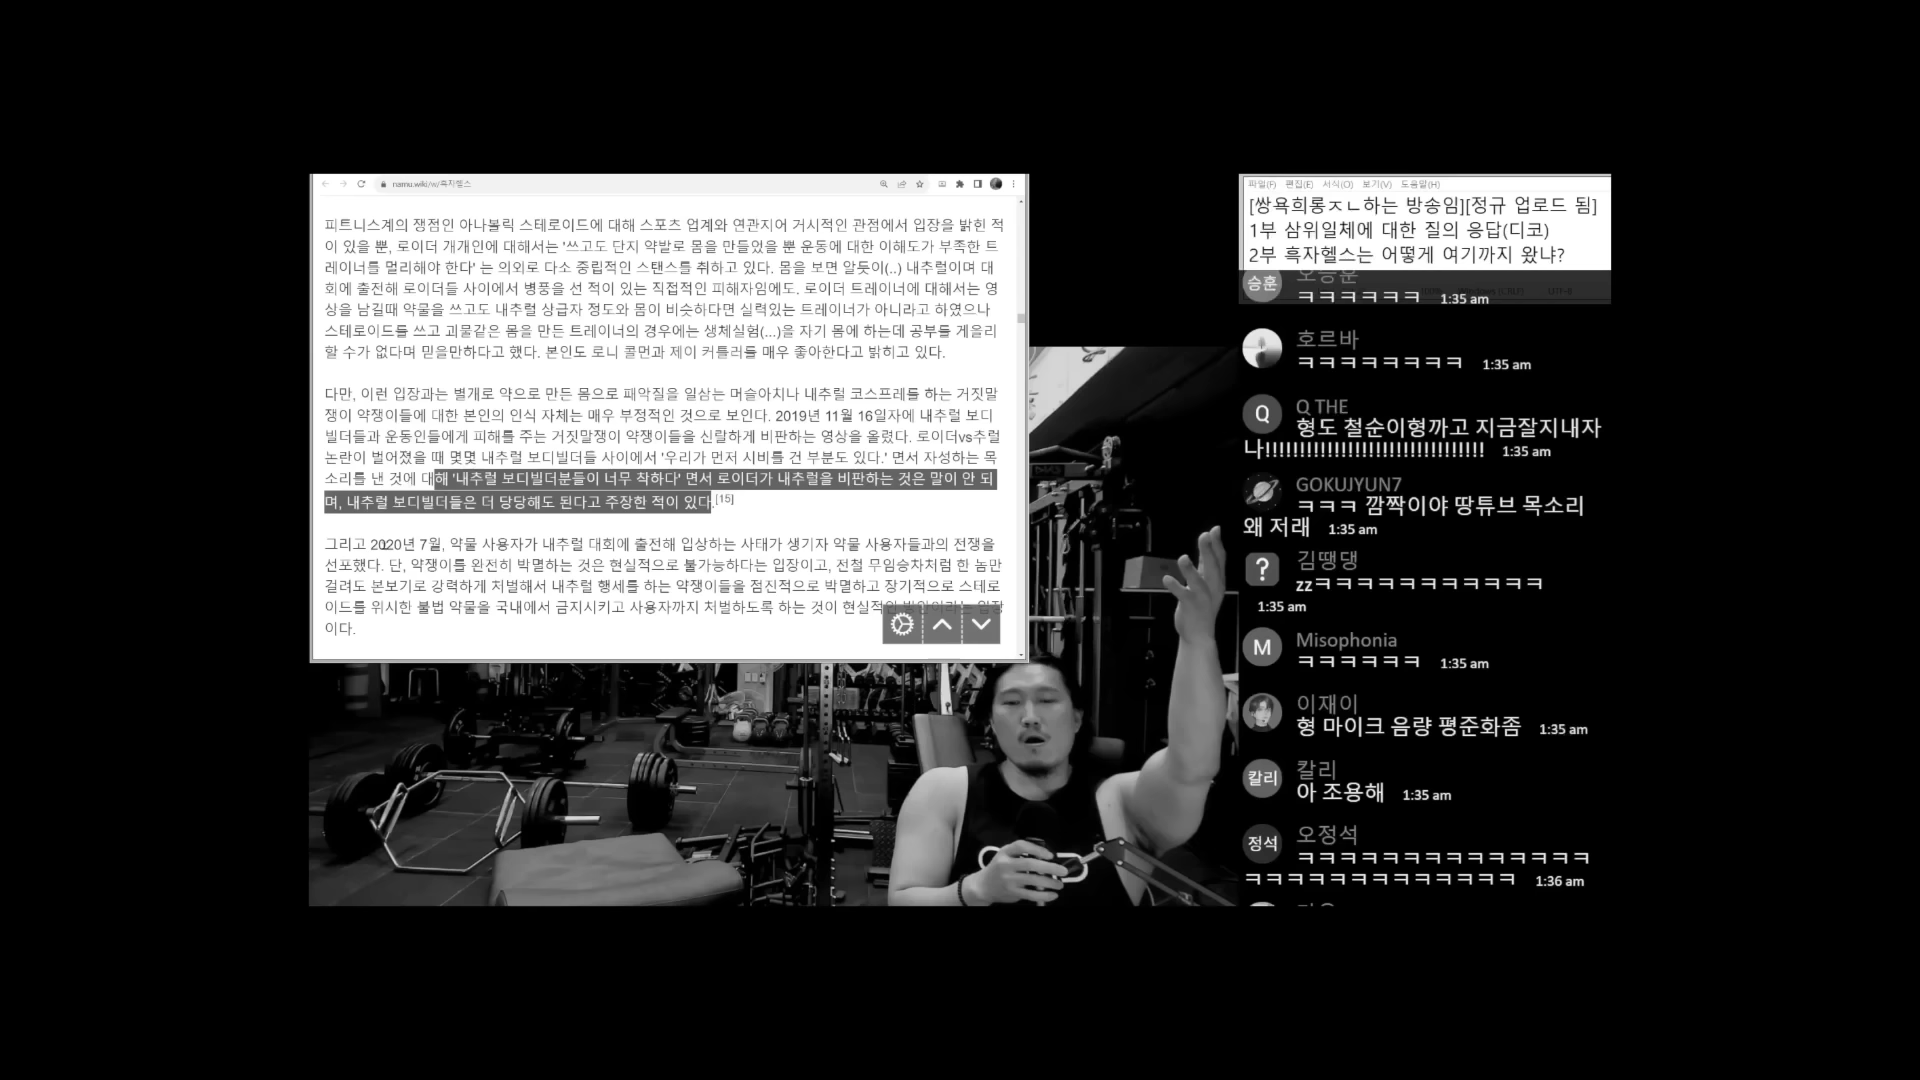 namu.wiki/w/흑자헬스
피트니스계의 쟁점인 아나볼릭 스테로이드에 대해 스포츠 업계와 연관지어 거시적인 관점에서 입장을 밝힌 적
이 있을 뿐, 로이더 개개인에 대해서는 '쓰고도 단지 약발로 몸을 만들었을 뿐 운동에 대한 이해도가 부족한 트
레이너를 멀리해야 한다' 는 의외로 다소 중립적인 스탠스를 취하고 있다. 몸을 보면 알듯이(..) 내추럴이며 대
회에 출전해 로이더들 사이에서 병풍을 선 적이 있는 직접적인 피해자임에도. 로이더 트레이너에 대해서는 영
상을 남길때 약물을 쓰고도 내추럴 상급자 정도와 몸이 비슷하다면 실력있는 트레이너가 아니라고 하였으나
스테로이드를 쓰고 괴물같은 몸을 만든 트레이너의 경우에는 생체실험(...)을 자기 몸에 하는데 공부를 게을리
할 수가 없다며 믿을만하다고 했다. 본인도 로니 콜먼과 제이 커틀러를 매우 좋아한다고 밝히고 있다.
다만, 이런 입장과는 별개로 약으로 만든 몸으로 패악질을 일삼는 머슬아치나 내추럴 코스프레를 하는 거짓말
쟁이 약쟁이들에 대한 본인의 인식 자체는 매우 부정적인 것으로 보인다. 2019년 11월 16일자에 내추럴 보디
빌더들과 운동인들에게 피해를 주는 거짓말쟁이 약쟁이들을 신랄하게 비판하는 영상을 올렸다. 로이더vs추럴
논란이 벌어졌을 때 몇몇 내추럴 보디빌더들 사이에서 '우리가 먼저 시비를 건 부분도 있다.' 면서 자성하는 목
소리를 낸 것에 대해 '내추럴 보디빌더분들이 너무 착하다' 면서 로이더가 내추럴을 비판하는 것은 말이 안 되
며, 내추럴 보디빌더들은 더 당당해도 된다고 주장한 적이 있다.[15]
그리고 2020년 7월, 약물 사용자가 내추럴 대회에 출전해 입상하는 사태가 생기자 약물 사용자들과의 전쟁을
선포했다. 단, 약쟁이를 완전히 박멸하는 것은 현실적으로 불가능하다는 입장이고, 전철 무임승차처럼 한 놈만
걸려도 본보기로 강력하게 처벌해서 내추럴 행세를 하는 약쟁이들을 점진적으로 박멸하고 장기적으로 스테로
이드를 위시한 불법 약물을 국내에서 금지시키고 사용자까지 처벌하도록 하는 것이 현실적인 방안이라는 입장
이다.
파일(F) 편집(E) 서식(O) 보기(V) 도움말(H)
[쌍욕희롱ㅈㄴ하는 방송임][정규 업로드 됨]
1부 삼위일체에 대한 질의 응답(디코)
2부 흑자헬스는 어떻게 여기까지 왔냐?
승훈 오승훈
ㅋㅋㅋㅋㅋㅋ 1:35 am
호르바
ㅋㅋㅋㅋㅋㅋㅋㅋ 1:35 am
Q Q THE
형도 철순이형까고 지금잘지내자
나!!!!!!!!!!!!!!!!!!!!!!!!!!!!!!! 1:35 am
GOKUJYUN7
ㅋㅋㅋ 깜짝이야 땅튜브 목소리
왜 저래 1:35 am
? 김땡댕
zzㅋㅋㅋㅋㅋㅋㅋㅋㅋㅋㅋ
1:35 am
M Misophonia
ㅋㅋㅋㅋㅋㅋ 1:35 am
이재이
형 마이크 음량 평준화좀 1:35 am
칼리 칼리
아 조용해 1:35 am
정석 오정석
ㅋㅋㅋㅋㅋㅋㅋㅋㅋㅋㅋㅋㅋㅋ
ㅋㅋㅋㅋㅋㅋㅋㅋㅋㅋㅋㅋㅋ 1:36 am